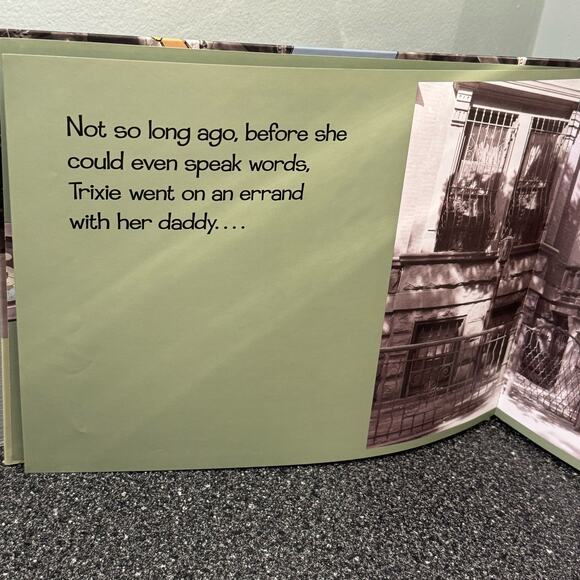 Not so long ago, before she
could even speak words,
Trixie went on an errand
with her daddy....